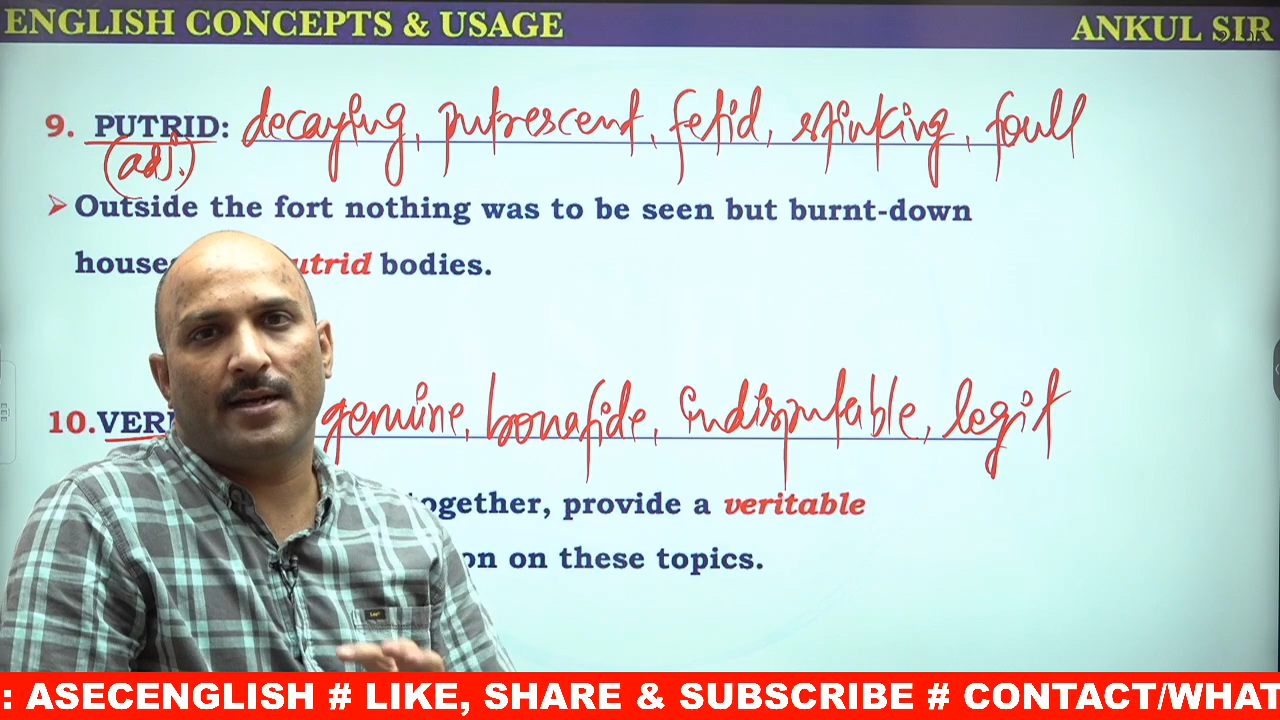 ENGLISH CONCEPTS & USAGE ANKUL SIR
9. PUTRID: decaying, putrescent, fetid, stinking, foul
(adj.)
➢ Outside the fort nothing was to be seen but burnt-down
utrid bodies.
10. genuine, bonafide, indisputable, legit
together, provide a veritable
on these topics.
: ASECENGLISH # LIKE, SHARE & SUBSCRIBE # CONTACT/WHAT